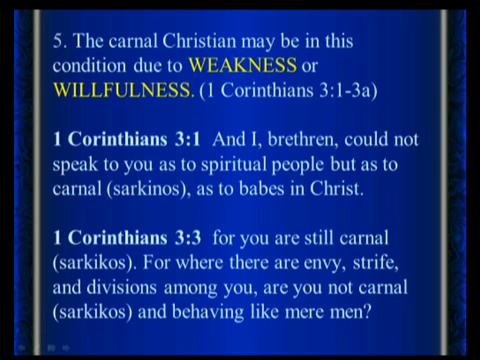 5. The carnal Christian may be in this
condition due to WEAKNESS or
WILLFULNESS. (1 Corinthians 3:1-3a)
1 Corinthians 3:1 And I, brethren, could not
speak to you as to spiritual people but as to
carnal (sarkinos), as to babes in Christ.
1 Corinthians 3:3 for you are still carnal
(sarkikos). For where there are envy, strife,
and divisions among you, are you not carnal
(sarkikos) and behaving like mere men?